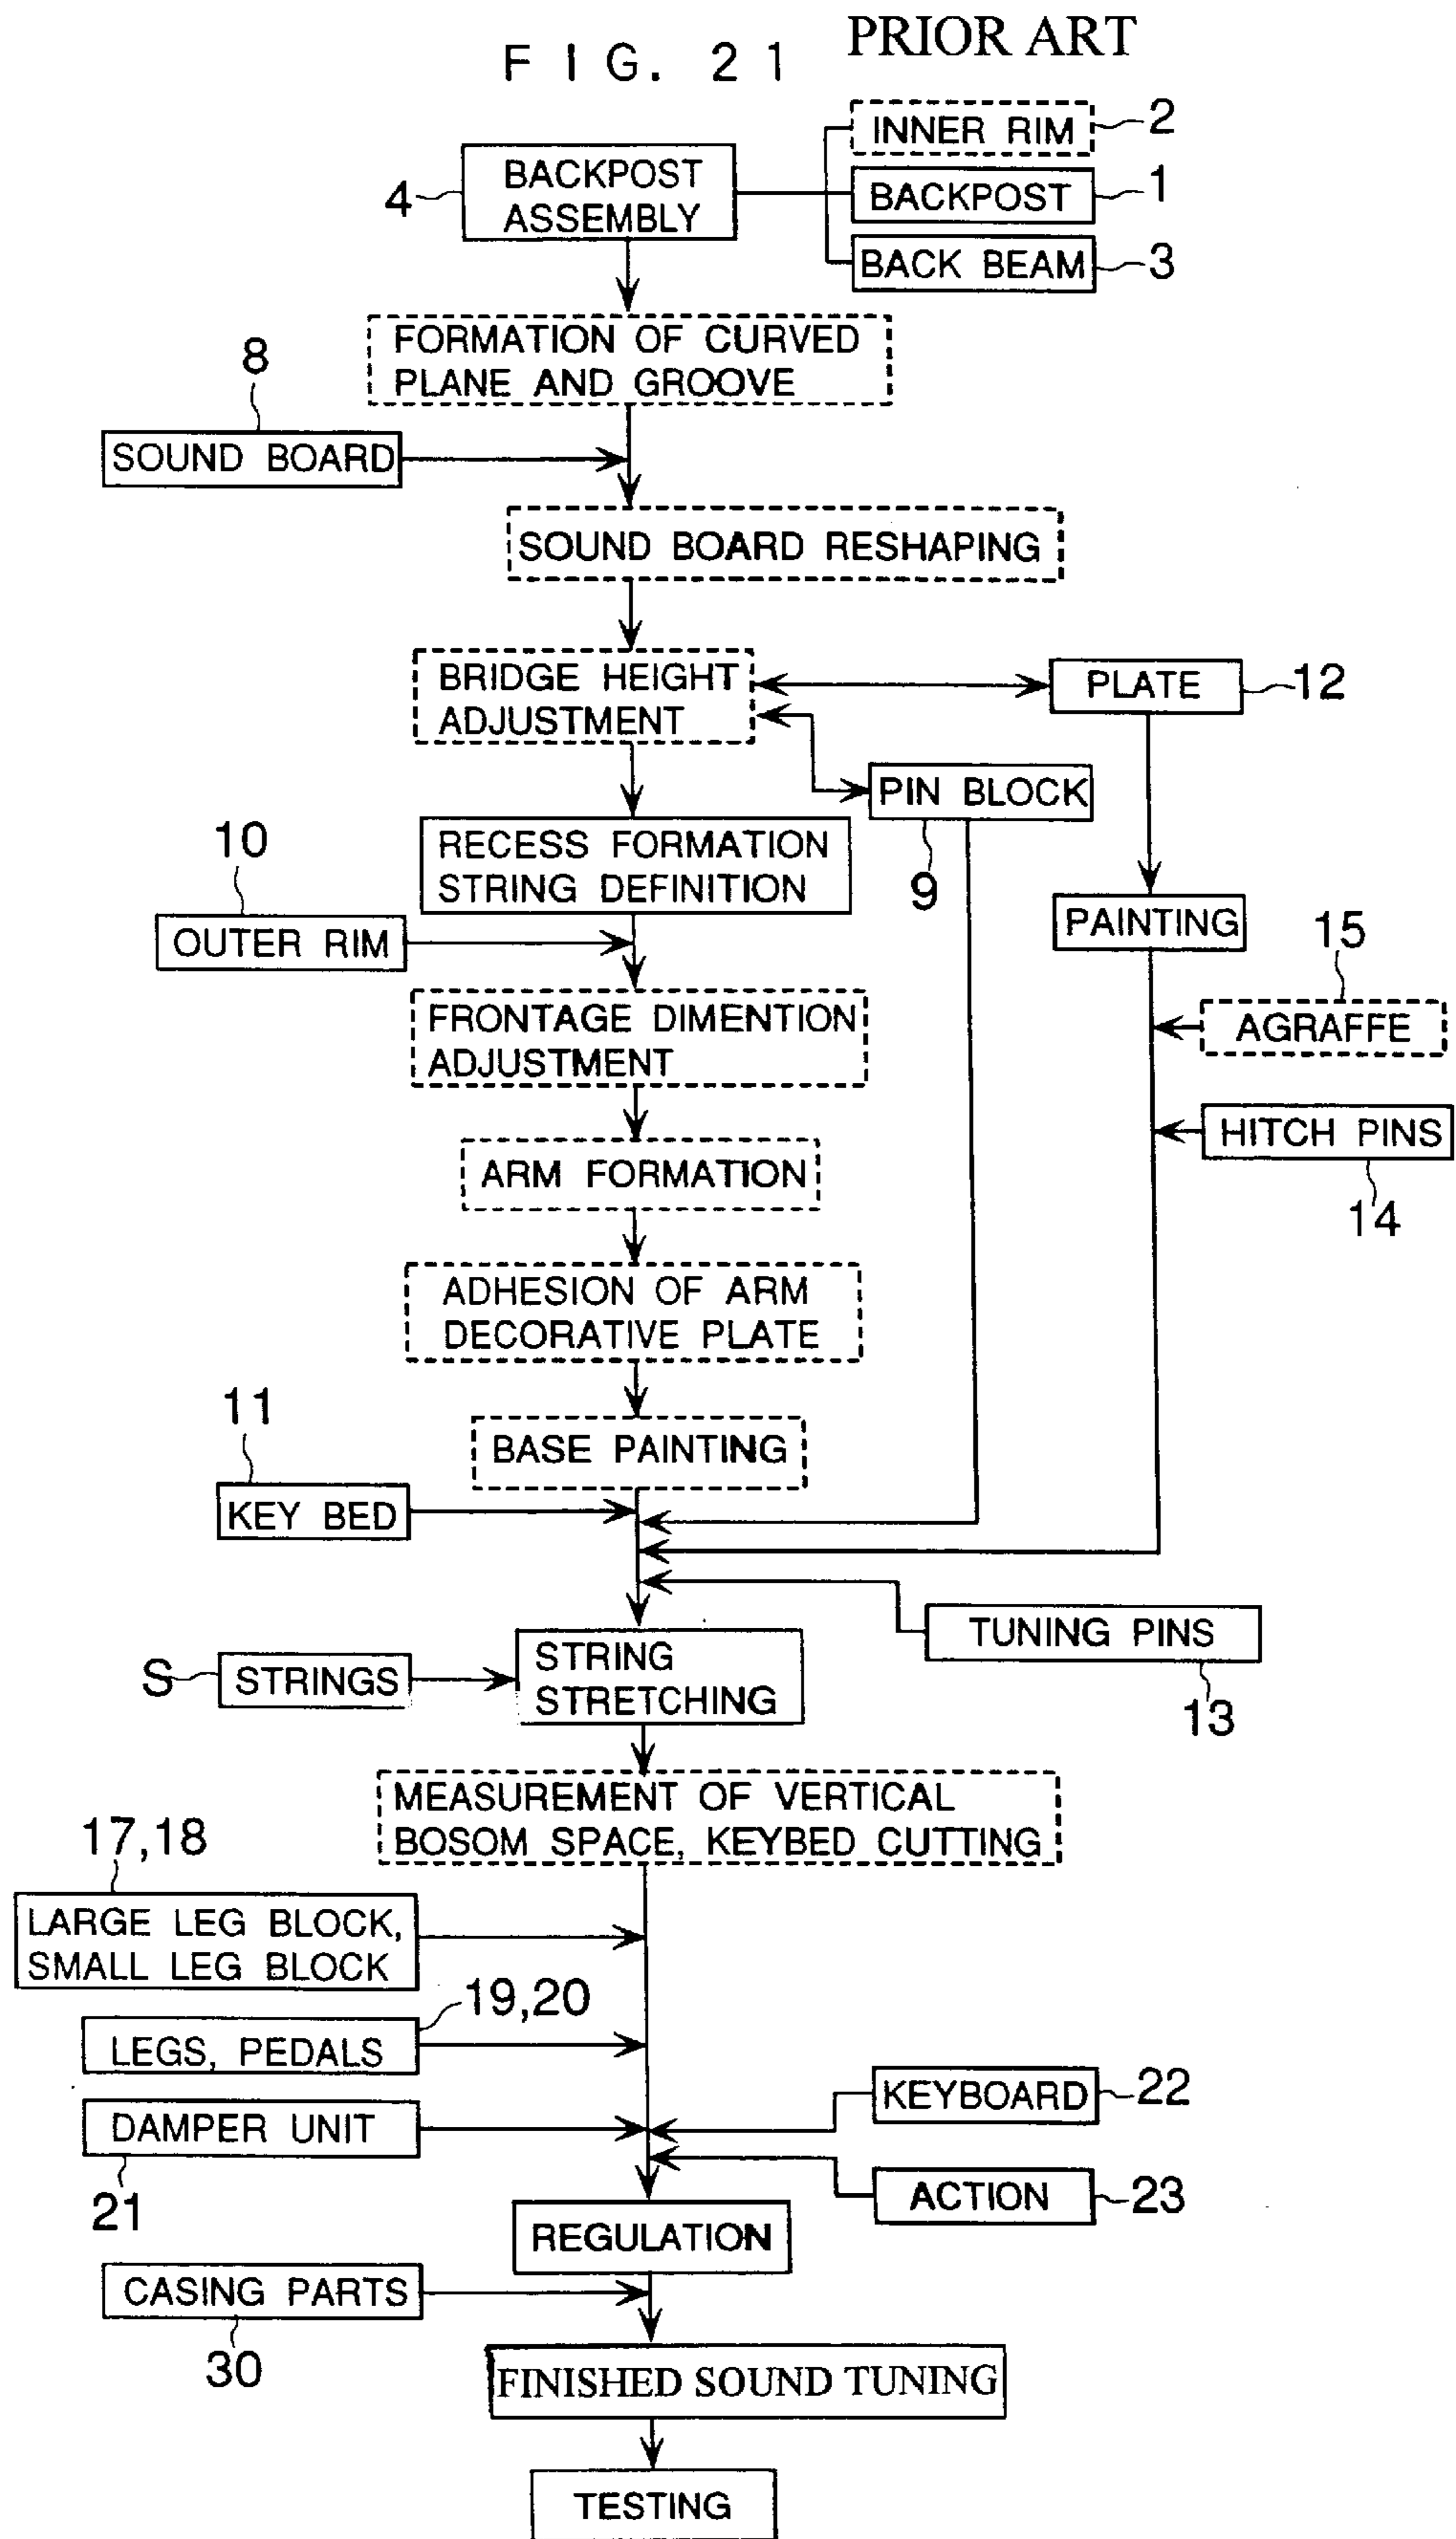 FIG. 21
PRIOR ART
INNER RIM
2
4
BACKPOST
ASSEMBLY
BACKPOST
1
BACK BEAM
3
FORMATION OF CURVED
PLANE AND GROOVE
8
SOUND BOARD
SOUND BOARD RESHAPING
BRIDGE HEIGHT
ADJUSTMENT
PLATE
12
PIN BLOCK
9
RECESS FORMATION
STRING DEFINITION
10
OUTER RIM
PAINTING
15
AGRAFFE
FRONTAGE DIMENTION
ADJUSTMENT
HITCH PINS
14
ARM FORMATION
ADHESION OF ARM
DECORATIVE PLATE
BASE PAINTING
11
KEY BED
TUNING PINS
13
S
STRINGS
STRING
STRETCHING
MEASUREMENT OF VERTICAL
BOSOM SPACE, KEYBED CUTTING
17,18
LARGE LEG BLOCK,
SMALL LEG BLOCK
19,20
LEGS, PEDALS
KEYBOARD
22
DAMPER UNIT
21
ACTION
23
REGULATION
CASING PARTS
30
FINISHED SOUND TUNING
TESTING